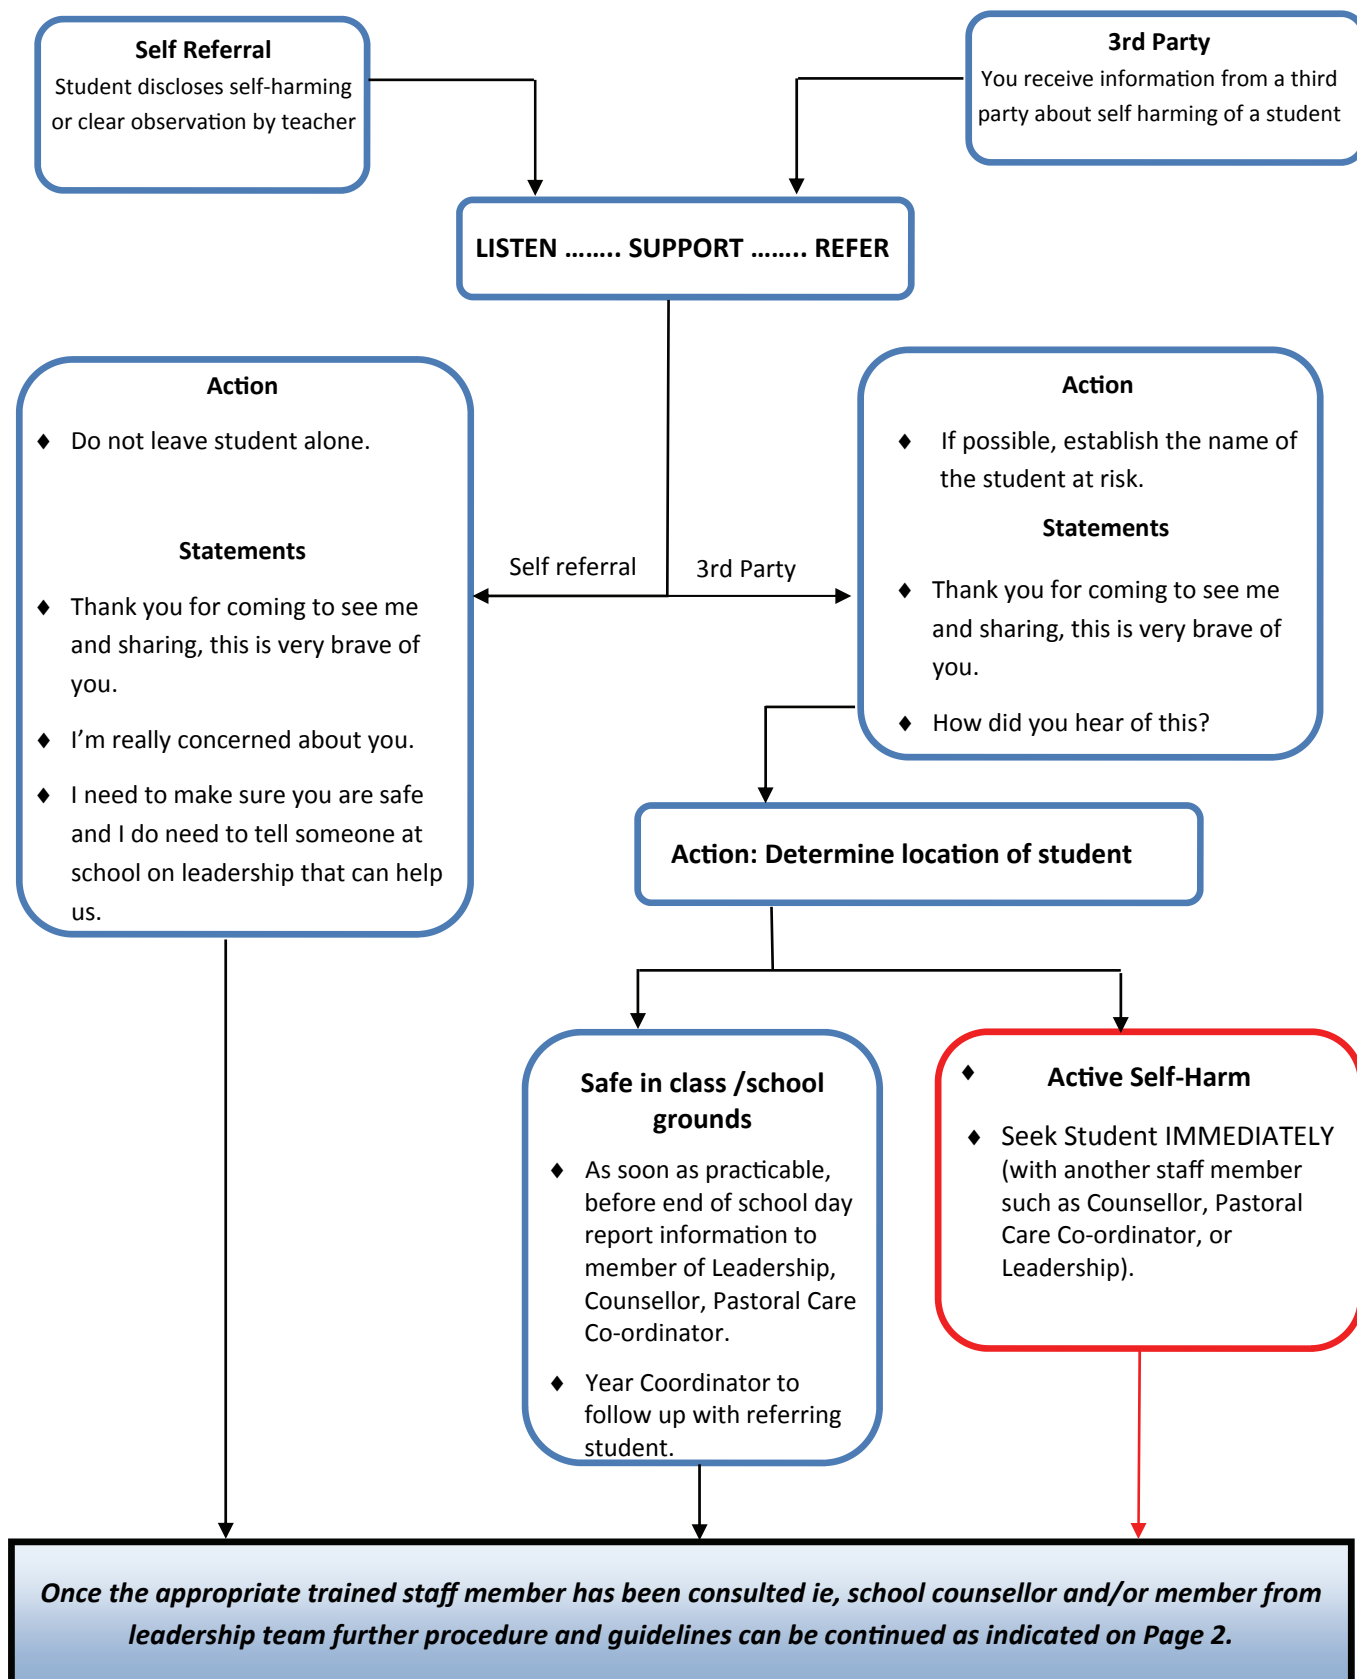 Self Referral
Student discloses self-harming
or clear observation by teacher
3rd Party
You receive information from a third
party about self harming of a student
LISTEN …….. SUPPORT …….. REFER
Action
♦ Do not leave student alone.
Statements
♦ Thank you for coming to see me
and sharing, this is very brave of
you.
♦ I’m really concerned about you.
♦ I need to make sure you are safe
and I do need to tell someone at
school on leadership that can help
us.
Self referral
3rd Party
Action
♦ If possible, establish the name of
the student at risk.
Statements
♦ Thank you for coming to see me
and sharing, this is very brave of
you.
♦ How did you hear of this?
Action: Determine location of student
Safe in class /school
grounds
♦ As soon as practicable,
before end of school day
report information to
member of Leadership,
Counsellor, Pastoral Care
Co-ordinator.
♦ Year Coordinator to
follow up with referring
student.
♦ Active Self-Harm
♦ Seek Student IMMEDIATELY
(with another staff member
such as Counsellor, Pastoral
Care Co-ordinator, or
Leadership).
Once the appropriate trained staff member has been consulted ie, school counsellor and/or member from
leadership team further procedure and guidelines can be continued as indicated on Page 2.